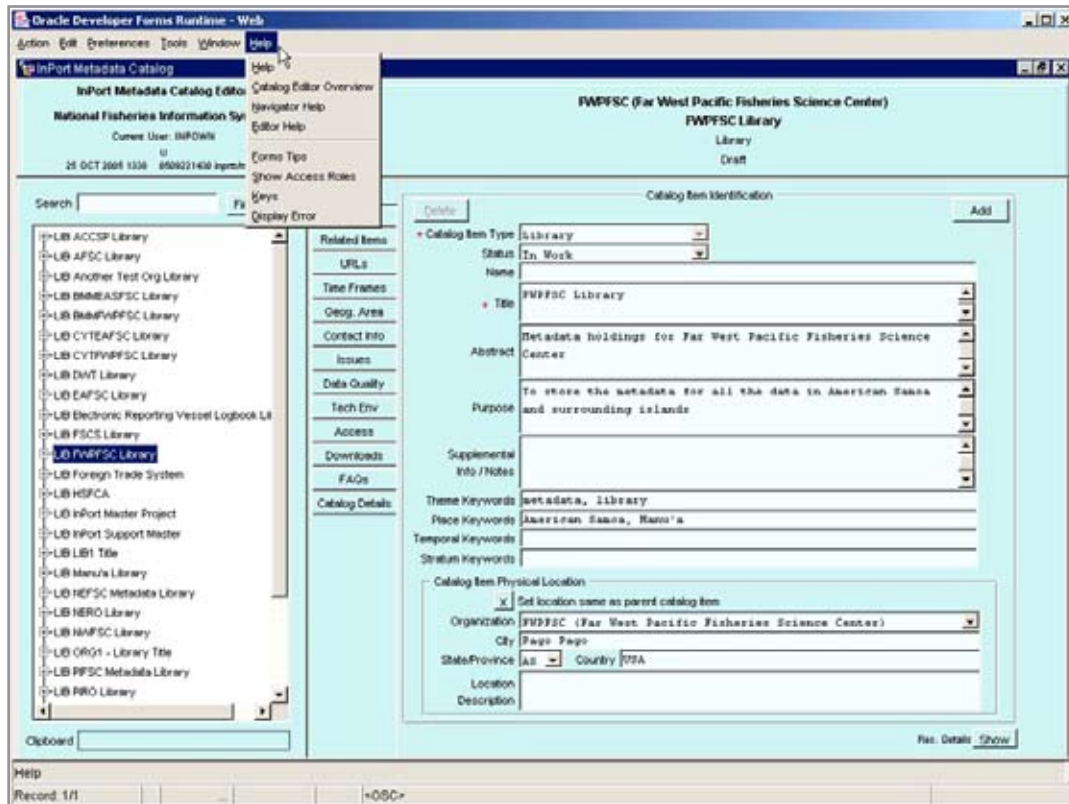 Oracle Developer Forms Runtime - Web
Action Edit Preferences Tools Window Help
InPort Metadata Catalog
InPort Metadata Catalog Edito
National Fisheries Information Sy
Current User: INPOWN
25 OCT 2005 1330
Help
Catalog Editor Overview
Navigator Help
Editor Help
Forms Tips
Show Access Roles
Keys
Display Error
FWPFSC (Far West Pacific Fisheries Science Center)
FWPFSC Library
Library
Draft
Search
LIB ACCSP Library
LIB AFSC Library
LIB Another Test Org Library
LIB BMMEASFSC Library
LIB BMMFWPFSC Library
LIB CYTEAFSC Library
LIB CYTFWPFSC Library
LIB DWT Library
LIB EAFSC Library
LIB Electronic Reporting Vessel Logbook Lib
LIB FSCS Library
LIB FWPFSC Library
LIB Foreign Trade System
LIB HSFCA
LIB InPort Master Project
LIB InPort Support Master
LIB LIB1 Title
LIB Manu'a Library
LIB NEFSC Metadata Library
LIB NERO Library
LIB NWFSC Library
LIB ORG1 - Library Title
LIB PIFSC Metadata Library
LIB PIRO Library
Clipboard
Related Items
URLs
Time Frames
Geog. Area
Contact Info
Issues
Data Quality
Tech Env
Access
Downloads
FAQs
Catalog Details
Catalog Item Identification
Delete Add
* Catalog Item Type Library
Status In Work
Name
* Title FWPFSC Library
Abstract Metadata holdings for Far West Pacific Fisheries Science
Center
Purpose To store the metadata for all the data in American Samoa
and surrounding islands
Supplemental
Info / Notes
Theme Keywords metadata, library
Place Keywords American Samoa, Manu'a
Temporal Keywords
Stratum Keywords
Catalog Item Physical Location
x Set location same as parent catalog item
Organization FWPFSC (Far West Pacific Fisheries Science Center)
City Pago Pago
State/Province AS Country USA
Location
Description
Rec. Details Show
Help
Record: 1/1 <OSC>